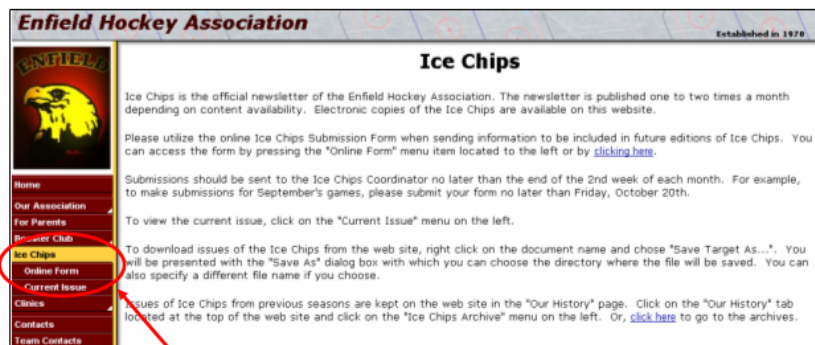 Enfield Hockey Association
Established in 1970
ENFIELD
Ice Chips
Ice Chips is the official newsletter of the Enfield Hockey Association. The newsletter is published one to two times a month
depending on content availability. Electronic copies of the Ice Chips are available on this website.
Please utilize the online Ice Chips Submission Form when sending information to be included in future editions of Ice Chips. You
can access the form by pressing the "Online Form" menu item located to the left or by clicking here.
Submissions should be sent to the Ice Chips Coordinator no later than the end of the 2nd week of each month. For example,
to make submissions for September's games, please submit your form no later than Friday, October 20th.
To view the current issue, click on the "Current Issue" menu on the left.
To download issues of the Ice Chips from the web site, right click on the document name and chose "Save Target As...". You
will be presented with the "Save As" dialog box with which you can choose the directory where the file will be saved. You can
also specify a different file name if you choose.
Issues of Ice Chips from previous seasons are kept on the web site in the "Our History" page. Click on the "Our History" tab
located at the top of the web site and click on the "Ice Chips Archive" menu on the left. Or, click here to go to the archives.
Home
Our Association
For Parents
Booster Club
Ice Chips
Online Form
Current Issue
Clinics
Contacts
Team Contacts